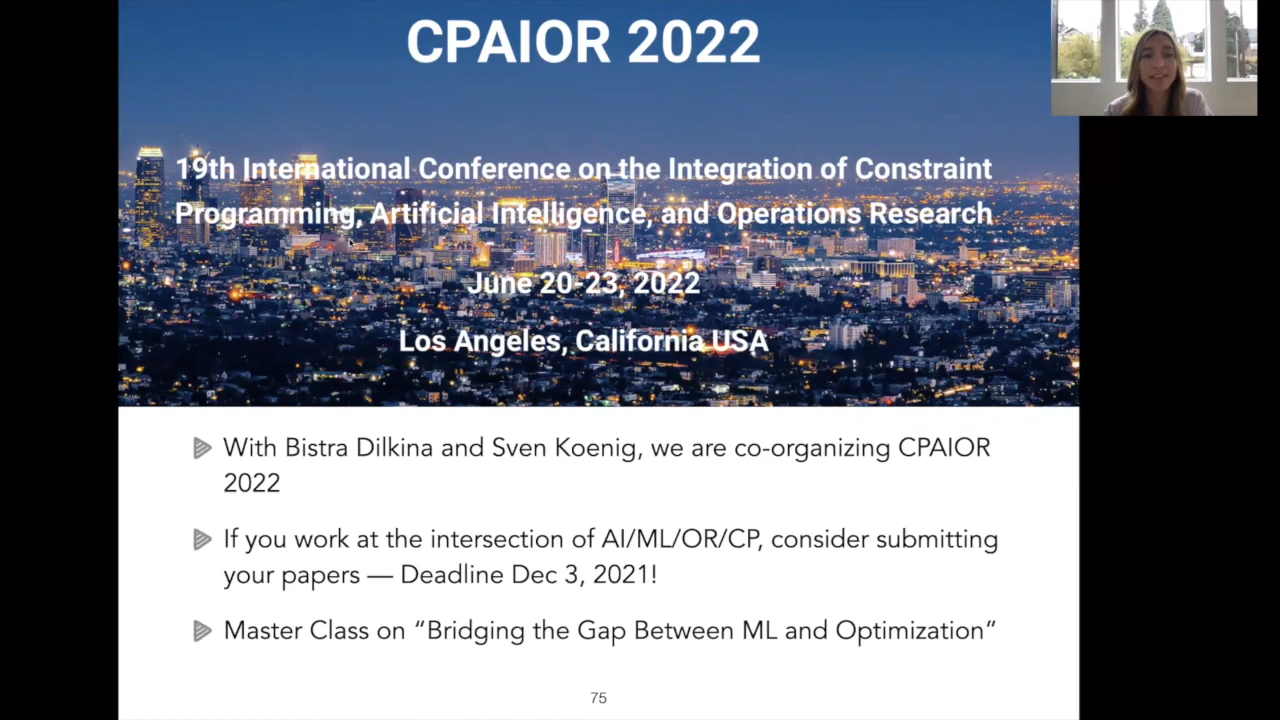 CPAIOR 2022
19th International Conference on the Integration of Constraint
Programming, Artificial Intelligence, and Operations Research
June 20-23, 2022
Los Angeles, California USA
With Bistra Dilkina and Sven Koenig, we are co-organizing CPAIOR
2022
If you work at the intersection of AI/ML/OR/CP, consider submitting
your papers — Deadline Dec 3, 2021!
Master Class on “Bridging the Gap Between ML and Optimization”
75